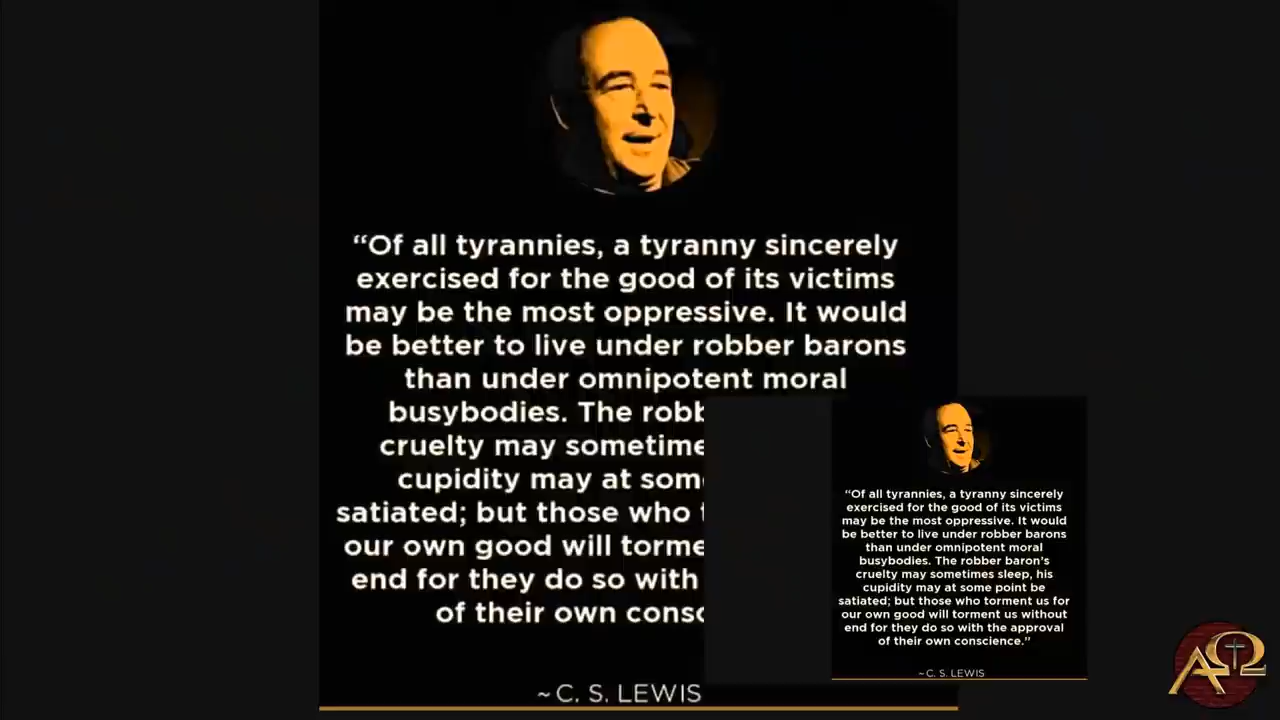 “Of all tyrannies, a tyranny sincerely
exercised for the good of its victims
may be the most oppressive. It would
be better to live under robber barons
than under omnipotent moral
busybodies. The robb
cruelty may sometime
cupidity may at som
satiated; but those who
our own good will torme
end for they do so with
of their own consc
~C. S. LEWIS
“Of all tyrannies, a tyranny sincerely
exercised for the good of its victims
may be the most oppressive. It would
be better to live under robber barons
than under omnipotent moral
busybodies. The robber baron's
cruelty may sometimes sleep, his
cupidity may at some point be
satiated; but those who torment us for
our own good will torment us without
end for they do so with the approval
of their own conscience.”
~C. S. LEWIS
ΑΩ